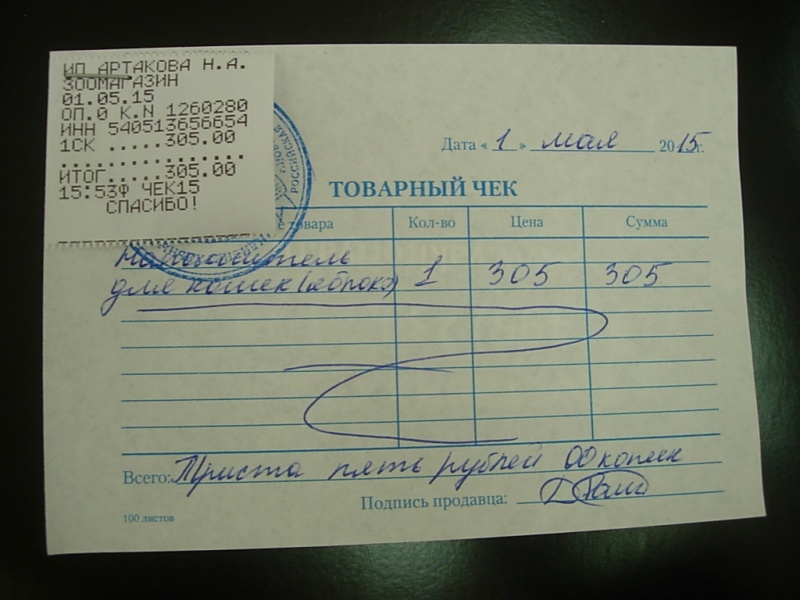 ИП АРТАКОВА Н.А.
ЗООМАГАЗИН
01.05.15
ОП.0 К.N 1260280
ИНН 540513656654
1СК .....305.00
................
ИТОГ.....305.00
15:53Ф ЧЕК15
СПАСИБО!
РОССИЙСКАЯ
Дата «1» мая 2015г.
ТОВАРНЫЙ ЧЕК
товара Кол-во Цена Сумма
Наполнитель
для кошек (яблоко) 1 305 305
Всего: Триста пять рублей 00 копеек
Подпись продавца:
100 листов